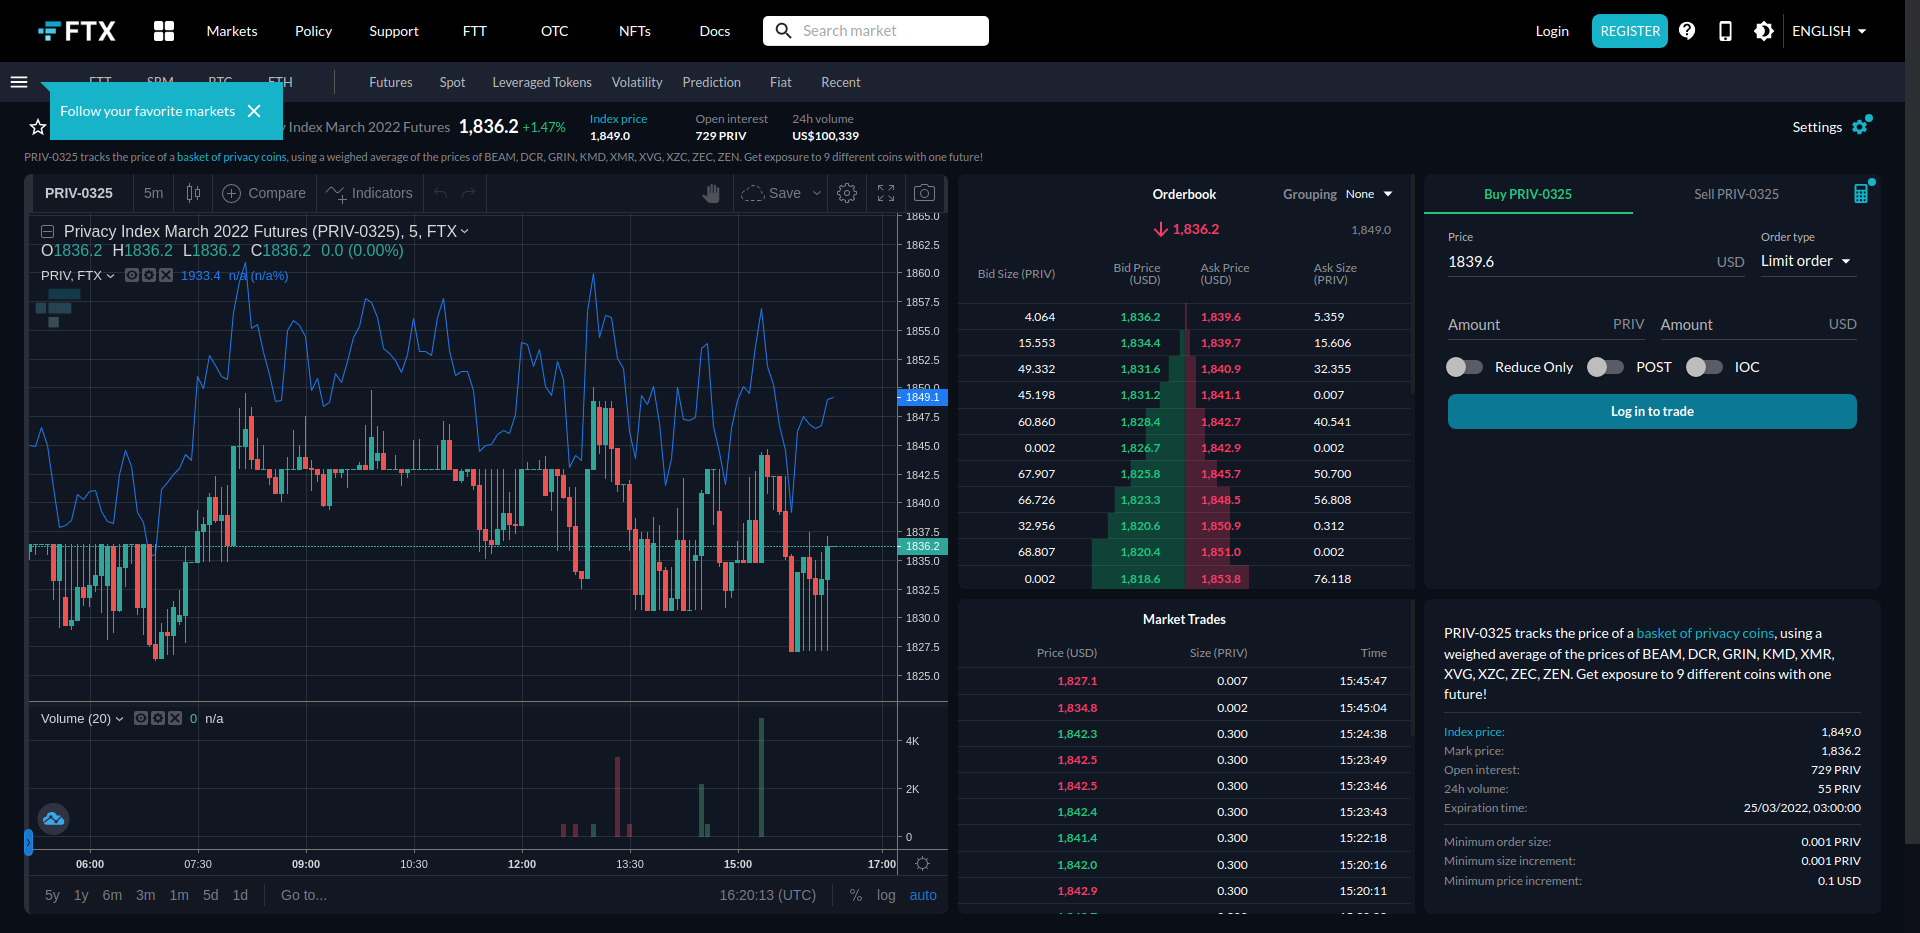 FTX
Markets
Policy
Support
FTT
OTC
NFTs
Docs
Search market
Login
REGISTER
ENGLISH
FTT
BTC
ETH
Futures
Spot
Leveraged Tokens
Volatility
Prediction
Fiat
Recent
Follow your favorite markets
Index March 2022 Futures
1,836.2 +1.47%
Index price
1,849.0
Open interest
729 PRIV
24h volume
US$100,339
Settings
PRIV-0325 tracks the price of a basket of privacy coins, using a weighed average of the prices of BEAM, DCR, GRIN, KMD, XMR, XVG, XZC, ZEC, ZEN. Get exposure to 9 different coins with one future!
PRIV-0325
5m
Compare
Indicators
Save
Privacy Index March 2022 Futures (PRIV-0325), 5, FTX
O1836.2 H1836.2 L1836.2 C1836.2 0.0 (0.00%)
PRIV, FTX 1933.4 n/a (n/a%)
1865.0
1862.5
1860.0
1857.5
1855.0
1852.5
1850.0
1849.1
1847.5
1845.0
1842.5
1840.0
1837.5
1836.2
1835.0
1832.5
1830.0
1827.5
1825.0
Volume (20) 0 n/a
4K
2K
0
06:00 07:30 09:00 10:30 12:00 13:30 15:00 17:00
5y 1y 6m 3m 1m 5d 1d Go to...
16:20:13 (UTC) % log auto
Orderbook
Grouping None
1,836.2
1,849.0
Bid Size (PRIV) Bid Price (USD) Ask Price (USD) Ask Size (PRIV)
4.064 1,836.2 1,839.6 5.359
15.553 1,834.4 1,839.7 15.606
49.332 1,831.6 1,840.9 32.355
45.198 1,831.2 1,841.1 0.007
60.860 1,828.4 1,842.7 40.541
0.002 1,826.7 1,842.9 0.002
67.907 1,825.8 1,845.7 50.700
66.726 1,823.3 1,848.5 56.808
32.956 1,820.6 1,850.9 0.312
68.807 1,820.4 1,851.0 0.002
0.002 1,818.6 1,853.8 76.118
Market Trades
Price (USD) Size (PRIV) Time
1,827.1 0.007 15:45:47
1,834.8 0.002 15:45:04
1,842.3 0.300 15:24:38
1,842.5 0.300 15:23:49
1,842.5 0.300 15:23:46
1,842.4 0.300 15:23:43
1,841.4 0.300 15:22:18
1,842.0 0.300 15:20:16
1,842.9 0.300 15:20:11
Buy PRIV-0325
Sell PRIV-0325
Price
1839.6 USD
Order type
Limit order
Amount PRIV
Amount USD
Reduce Only
POST
IOC
Log in to trade
PRIV-0325 tracks the price of a basket of privacy coins, using a
weighed average of the prices of BEAM, DCR, GRIN, KMD, XMR,
XVG, XZC, ZEC, ZEN. Get exposure to 9 different coins with one
future!
Index price: 1,849.0
Mark price: 1,836.2
Open interest: 729 PRIV
24h volume: 55 PRIV
Expiration time: 25/03/2022, 03:00:00
Minimum order size: 0.001 PRIV
Minimum size increment: 0.001 PRIV
Minimum price increment: 0.1 USD